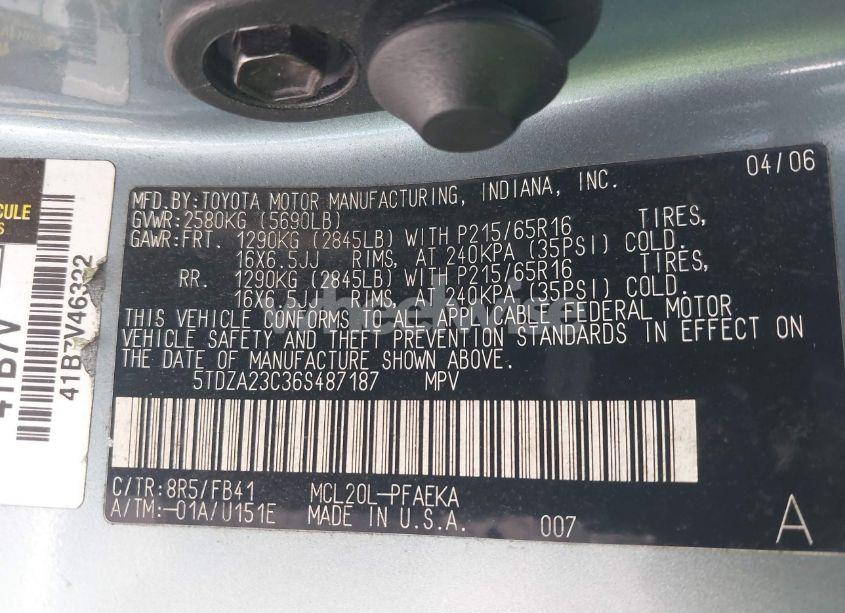 CULE
S
41B7V
41B7V46322
04/06
MFD.BY:TOYOTA MOTOR MANUFACTURING, INDIANA, INC.
GVWR:2580KG (5690LB)
GAWR:FRT. 1290KG (2845LB) WITH P215/65R16 TIRES,
16X6.5JJ RIMS, AT 240KPA (35PSI) COLD.
RR. 1290KG (2845LB) WITH P215/65R16 TIRES,
16X6.5JJ RIMS, AT 240KPA (35PSI) COLD.
THIS VEHICLE CONFORMS TO ALL APPLICABLE FEDERAL MOTOR
VEHICLE SAFETY AND THEFT PREVENTION STANDARDS IN EFFECT ON
THE DATE OF MANUFACTURE SHOWN ABOVE.
5TDZA23C36S487187 MPV
C/TR:8R5/FB41 MCL20L-PFAEKA
A/TM:-01A/U151E MADE IN U.S.A. 007 A